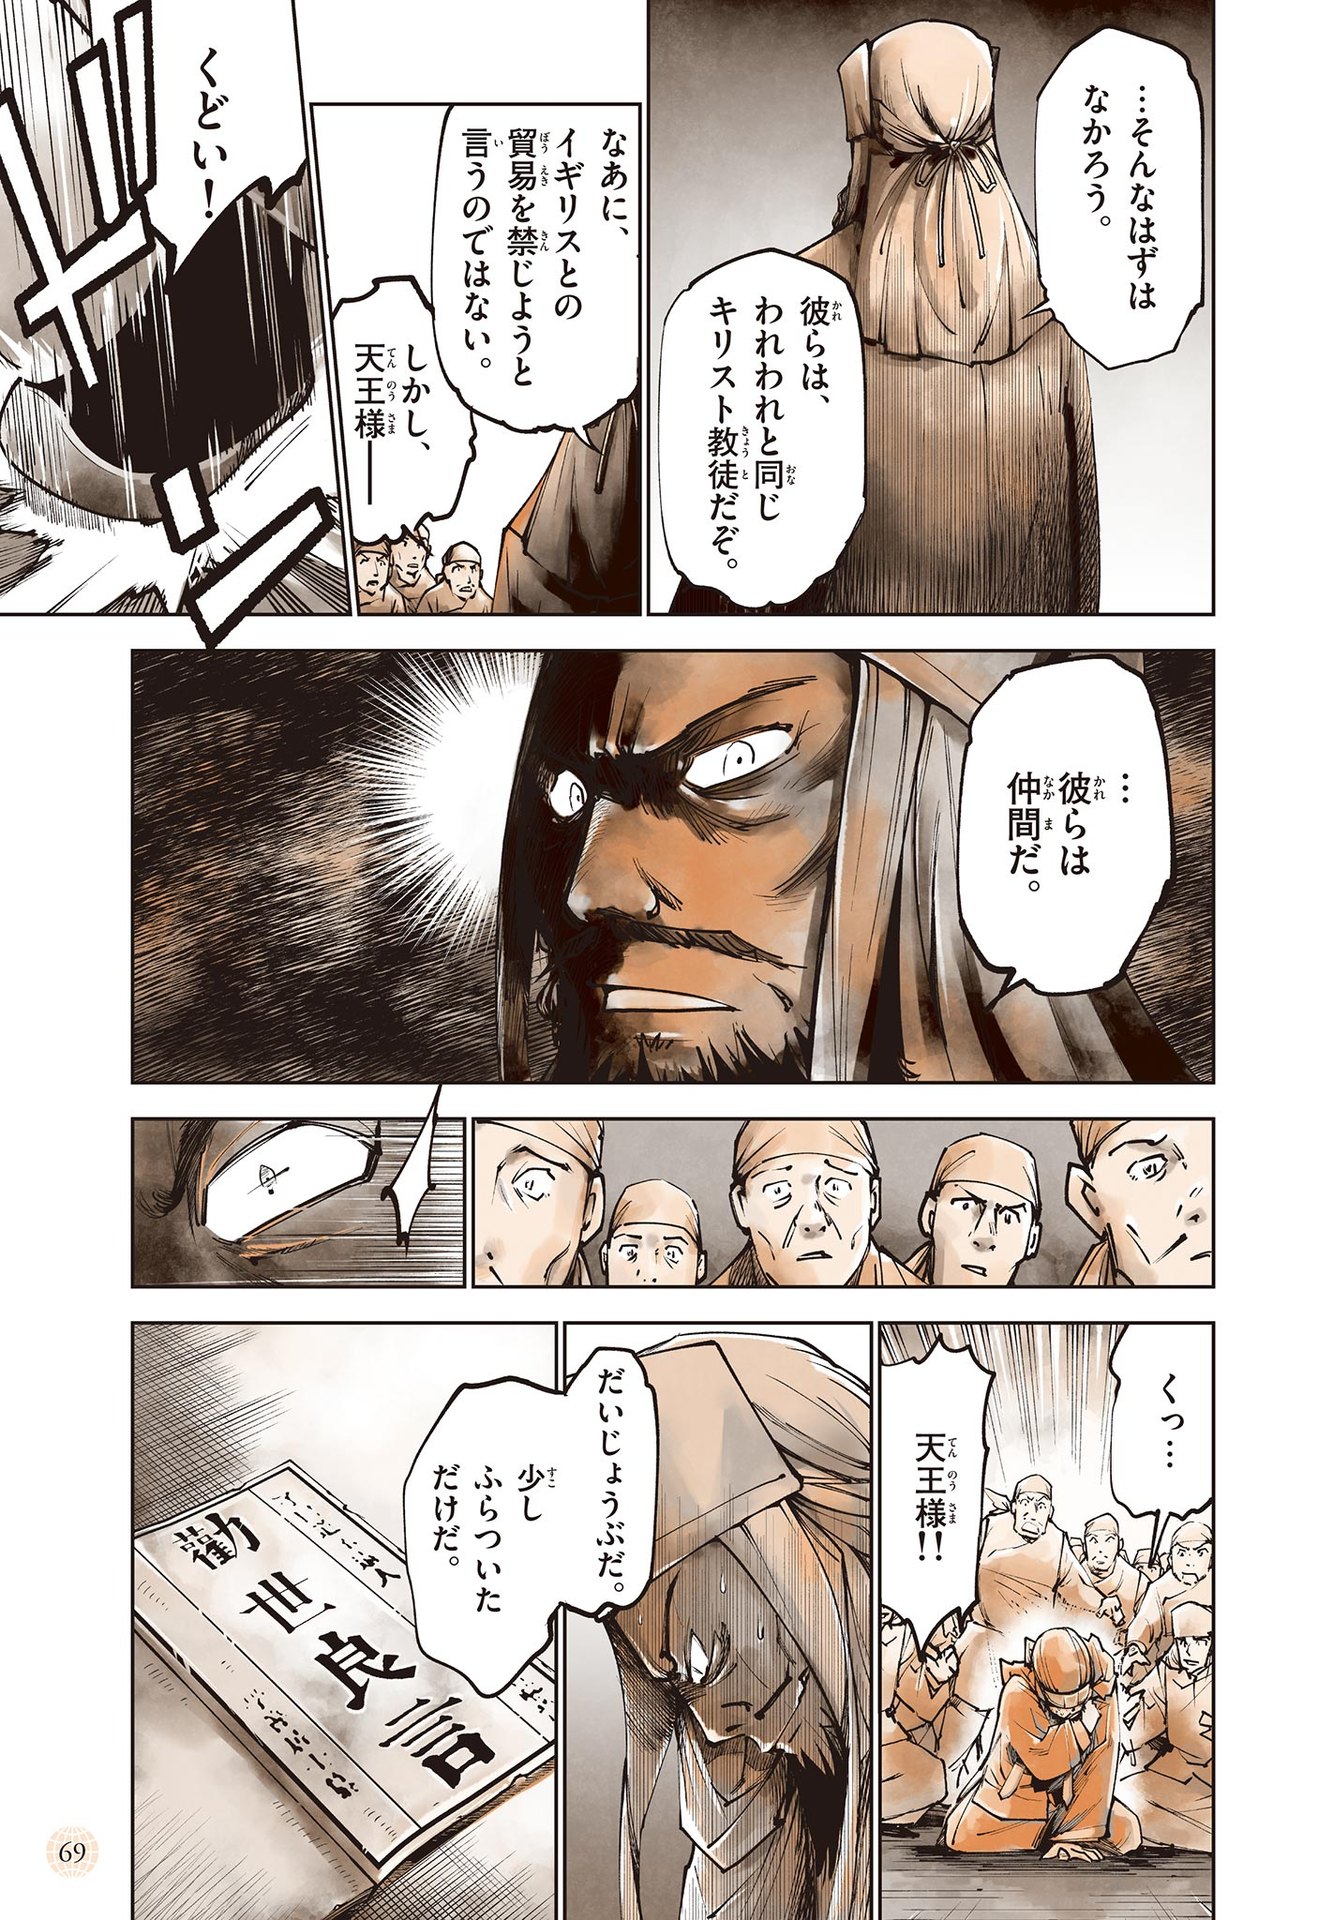 …そんなはずは
なかろう。
彼らは、
われわれと同じ
キリスト教徒だぞ。
なあに、
イギリスとの
貿易を禁じようと
言うのではない。
しかし、
天王様──
くどい!
ドン
…
彼らは
仲間だ。
くっ…
天王様!!
だいじょうぶだ。
少し
ふらついた
だけだ。
勸世良言
69